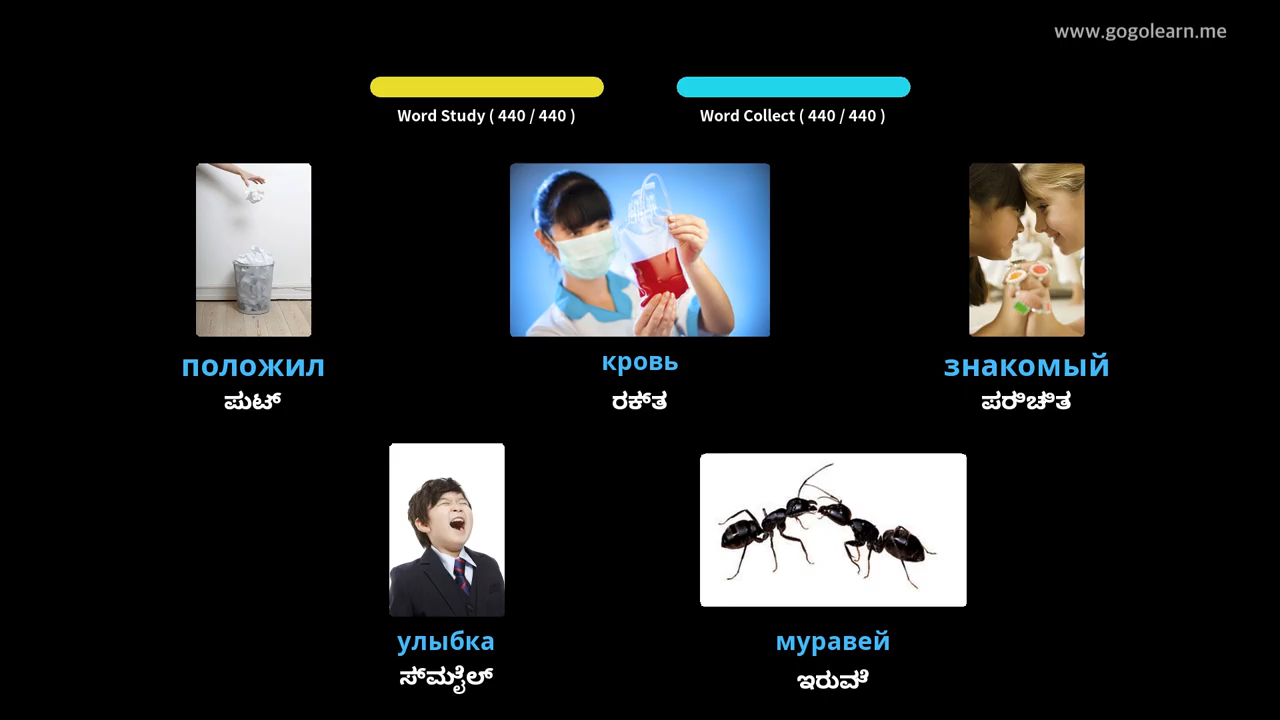 www.gogolearn.me
Word Study ( 440 / 440 )
Word Collect ( 440 / 440 )
положил
ಪುಟ್
кровь
ರಕ್ತ
знакомый
ಪರಿಚಿತ
улыбка
ಸ್ಮೈಲ್
муравей
ಇರುವೆ